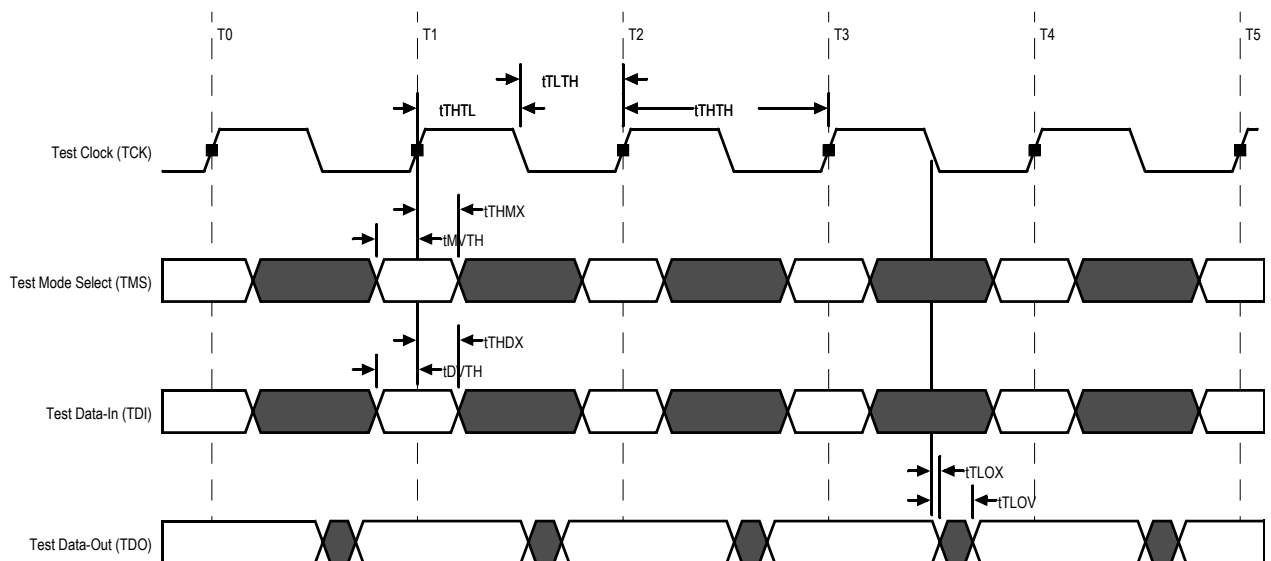 T0 T1 T2 T3 T4 T5
tTLTH
tTHTL tTHTH
Test Clock (TCK)
tTHMX
tMVTH
Test Mode Select (TMS)
tTHDX
tDVTH
Test Data-In (TDI)
tTLOX
tTLOV
Test Data-Out (TDO)